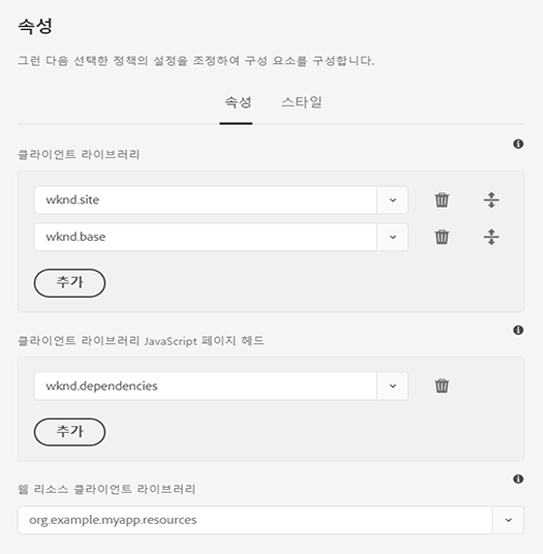 속성
그런 다음 선택한 정책의 설정을 조정하여 구성 요소를 구성합니다.
속성 스타일
클라이언트 라이브러리
wknd.site
wknd.base
추가
클라이언트 라이브러리 JavaScript 페이지 헤드
wknd.dependencies
추가
웹 리소스 클라이언트 라이브러리
org.example.myapp.resources